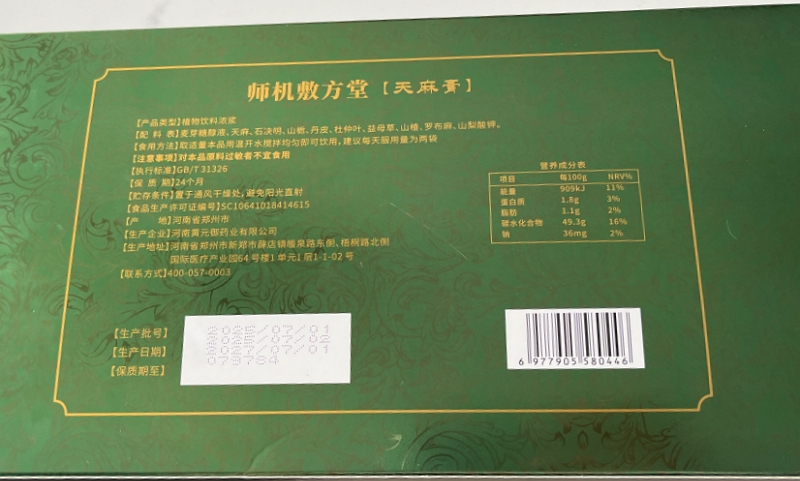 师机敷方堂【天麻膏】
【产品类型】植物饮料浓浆
【配 料 表】麦芽糖醇液、天麻、石决明、山栀、丹皮、杜仲叶、益母草、山楂、罗布麻、山梨酸钾。
【食用方法】取适量本品用温开水搅拌均匀即可饮用，建议每天服用量为两袋
【注意事项】对本品原料过敏者不宜食用
【执行标准】GB/T 31326
【保 质 期】24个月
【贮存条件】置于通风干燥处，避免阳光直射
【食品生产许可证编号】SC10641018414615
【产 地】河南省郑州市
【生产企业】河南黄元御药业有限公司
【生产地址】河南省郑州市新郑市薛店镇暖泉路东侧、梧桐路北侧
国际医疗产业园64号楼1单元1层1-1-02号
【联系方式】400-057-0003
营养成分表
项目 每100g NRV%
能量 909kJ 11%
蛋白质 1.8g 3%
脂肪 1.1g 2%
碳水化合物 49.3g 16%
钠 36mg 2%
【生产批号】
【生产日期】
【保质期至】
2025/07/01
2025/07/02
2027/07/01
079784
6 977905 580446